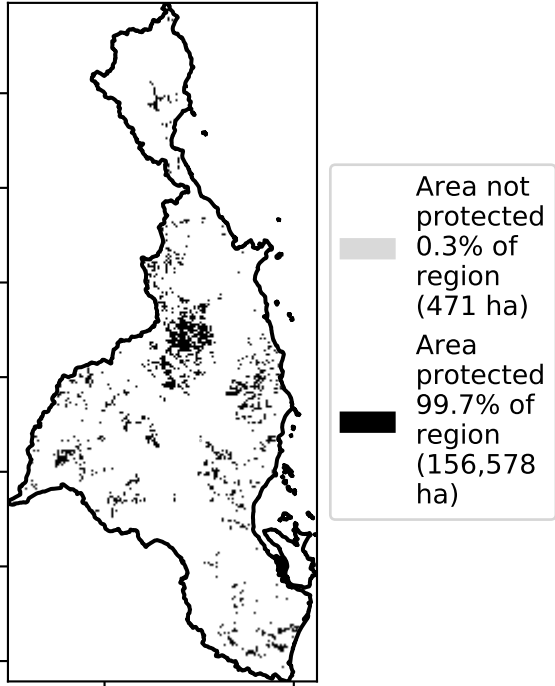 Area not
protected
0.3% of
region
(471 ha)
Area
protected
99.7% of
region
(156,578
ha)